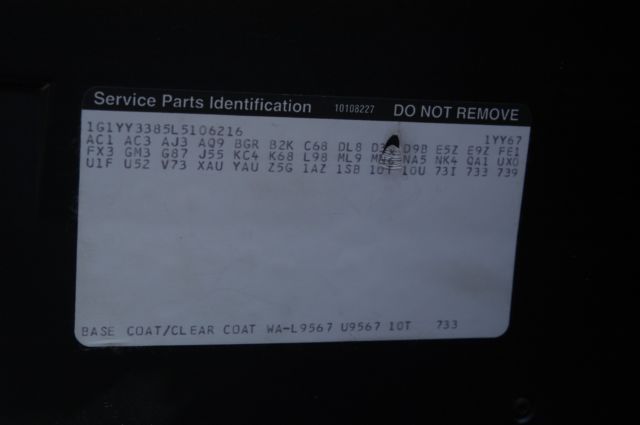 Service Parts Identification 10108227 DO NOT REMOVE
1G1YY3385L5106216 1YY67
AC1 AC3 AJ3 AQ9 BGR B2K C68 DL8 D9B E5Z E9Z FE1
FX3 GM3 G87 J55 KC4 K68 L98 ML9 NA5 NK4 QA1 UX0
U1F U52 V73 XAU YAU Z5G 1AZ 1SB 10T 10U 73I 733 739
BASE COAT/CLEAR COAT WA-L9567 U9567 10T 733